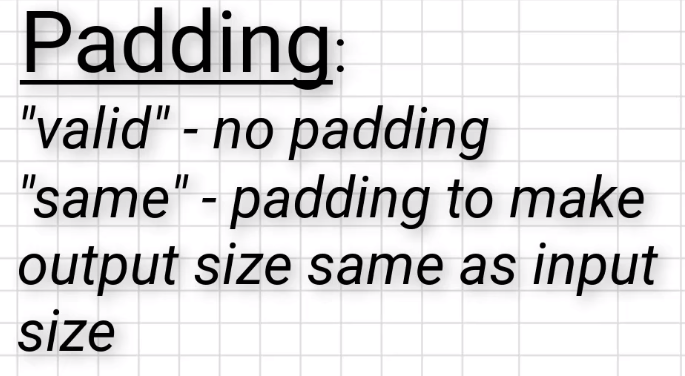 Padding:
"valid" - no padding
"same" - padding to make
output size same as input
size